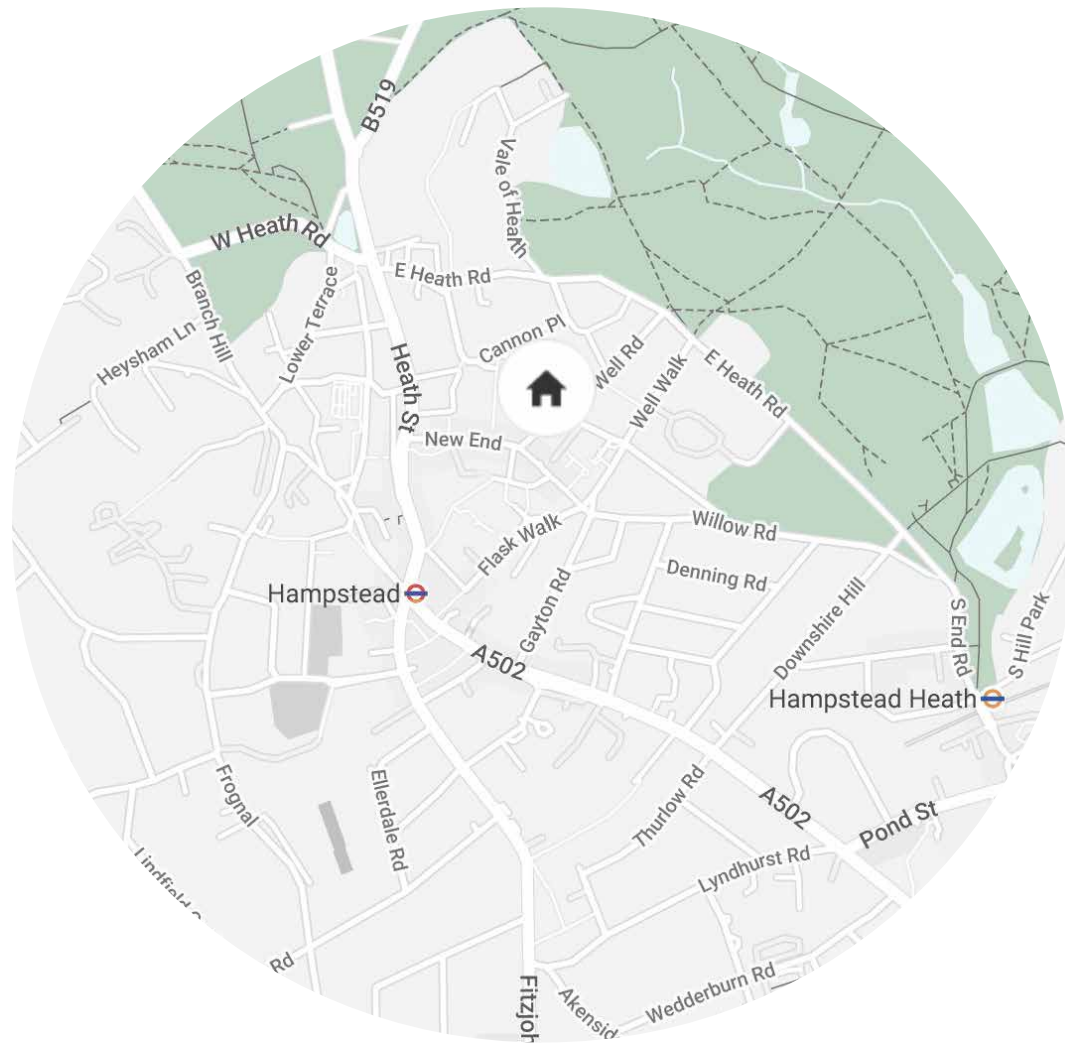 B519
Vale of Health
W Heath Rd
E Heath Rd
Branch Hill
Lower Terrace
Cannon Pl
Heysham Ln
Heath St
Well Rd
Well Walk
E Heath Rd
New End
Flask Walk
Willow Rd
Denning Rd
Hampstead
Gayton Rd
Downshire Hill
S End Rd
S Hill Park
A502
Hampstead Heath
Frognal
Ellerdale Rd
Thurlow Rd
A502
Pond St
Lyndhurst Rd
Rd
Fitzjoh
Akensid
Wedderburn Rd